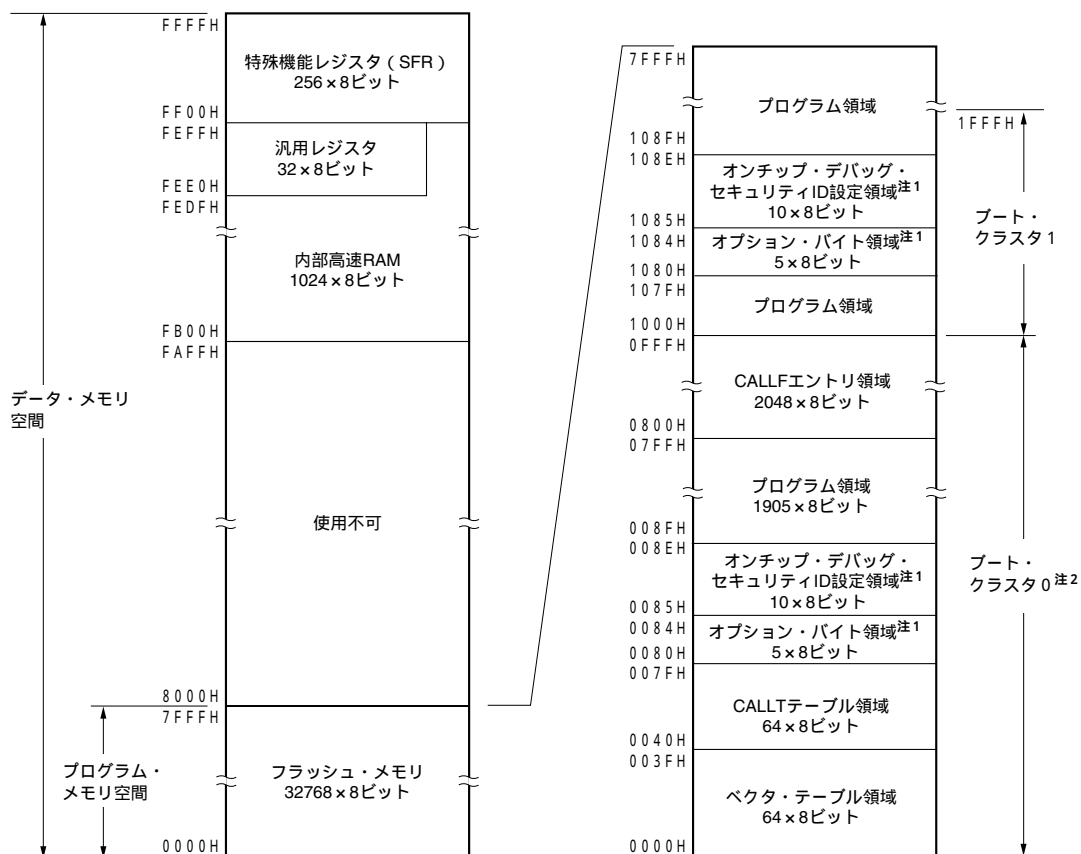 FFFFH
特殊機能レジスタ(SFR)
256×8ビット
FF00H
FEFFH
汎用レジスタ
32×8ビット
FEE0H
FEDFH
内部高速RAM
1024×8ビット
FB00H
FAFFH
データ・メモリ
空間
使用不可
8000H
7FFFH
プログラム・
メモリ空間
フラッシュ・メモリ
32768×8ビット
0000H
7FFFH
プログラム領域
1FFFH
108FH
108EH
オンチップ・デバッグ・
セキュリティID設定領域注1
10×8ビット
ブート・
クラスタ1
1085H
1084H
オプション・バイト領域注1
5×8ビット
1080H
107FH
プログラム領域
1000H
0FFFH
CALLFエントリ領域
2048×8ビット
0800H
07FFH
プログラム領域
1905×8ビット
008FH
008EH
オンチップ・デバッグ・
セキュリティID設定領域注1
10×8ビット
ブート・
クラスタ0注2
0085H
0084H
オプション・バイト領域注1
5×8ビット
0080H
007FH
CALLTテーブル領域
64×8ビット
0040H
003FH
ベクタ・テーブル領域
64×8ビット
0000H